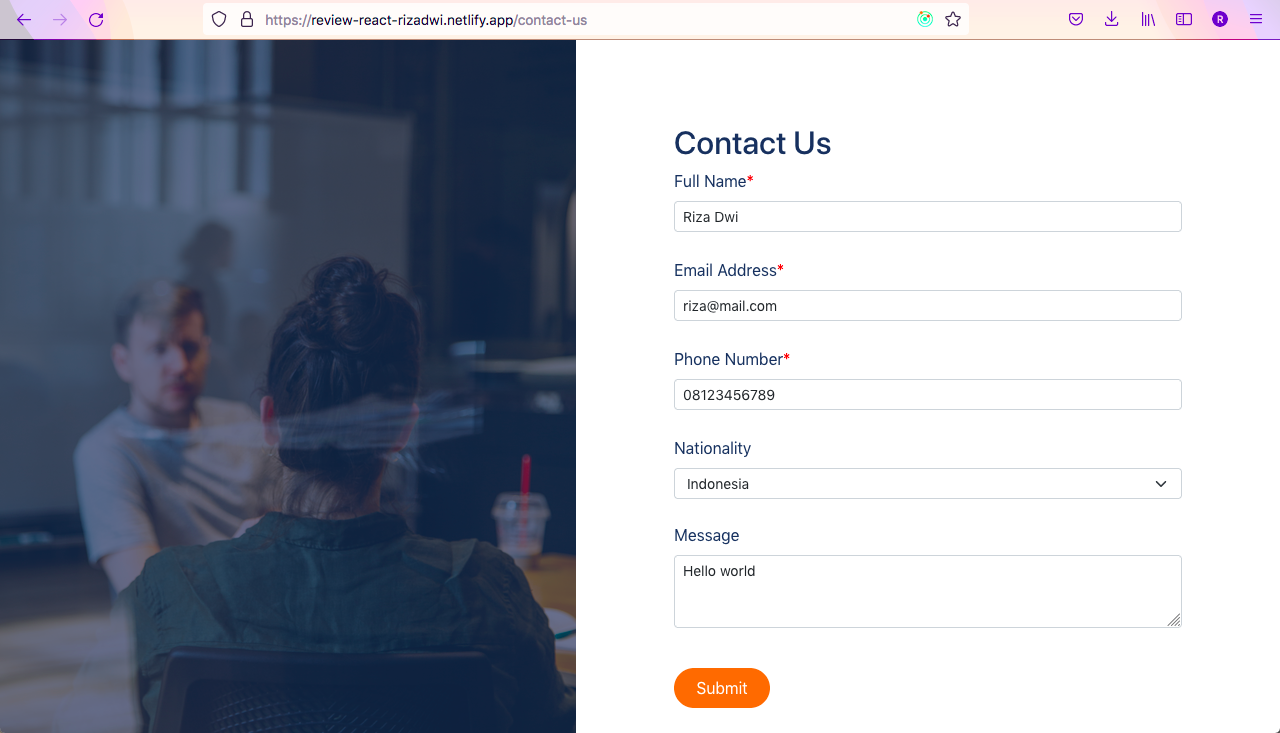 https://review-react-rizadwi.netlify.app/contact-us
R
Contact Us
Full Name*
Riza Dwi
Email Address*
riza@mail.com
Phone Number*
08123456789
Nationality
Indonesia
Message
Hello world
Submit